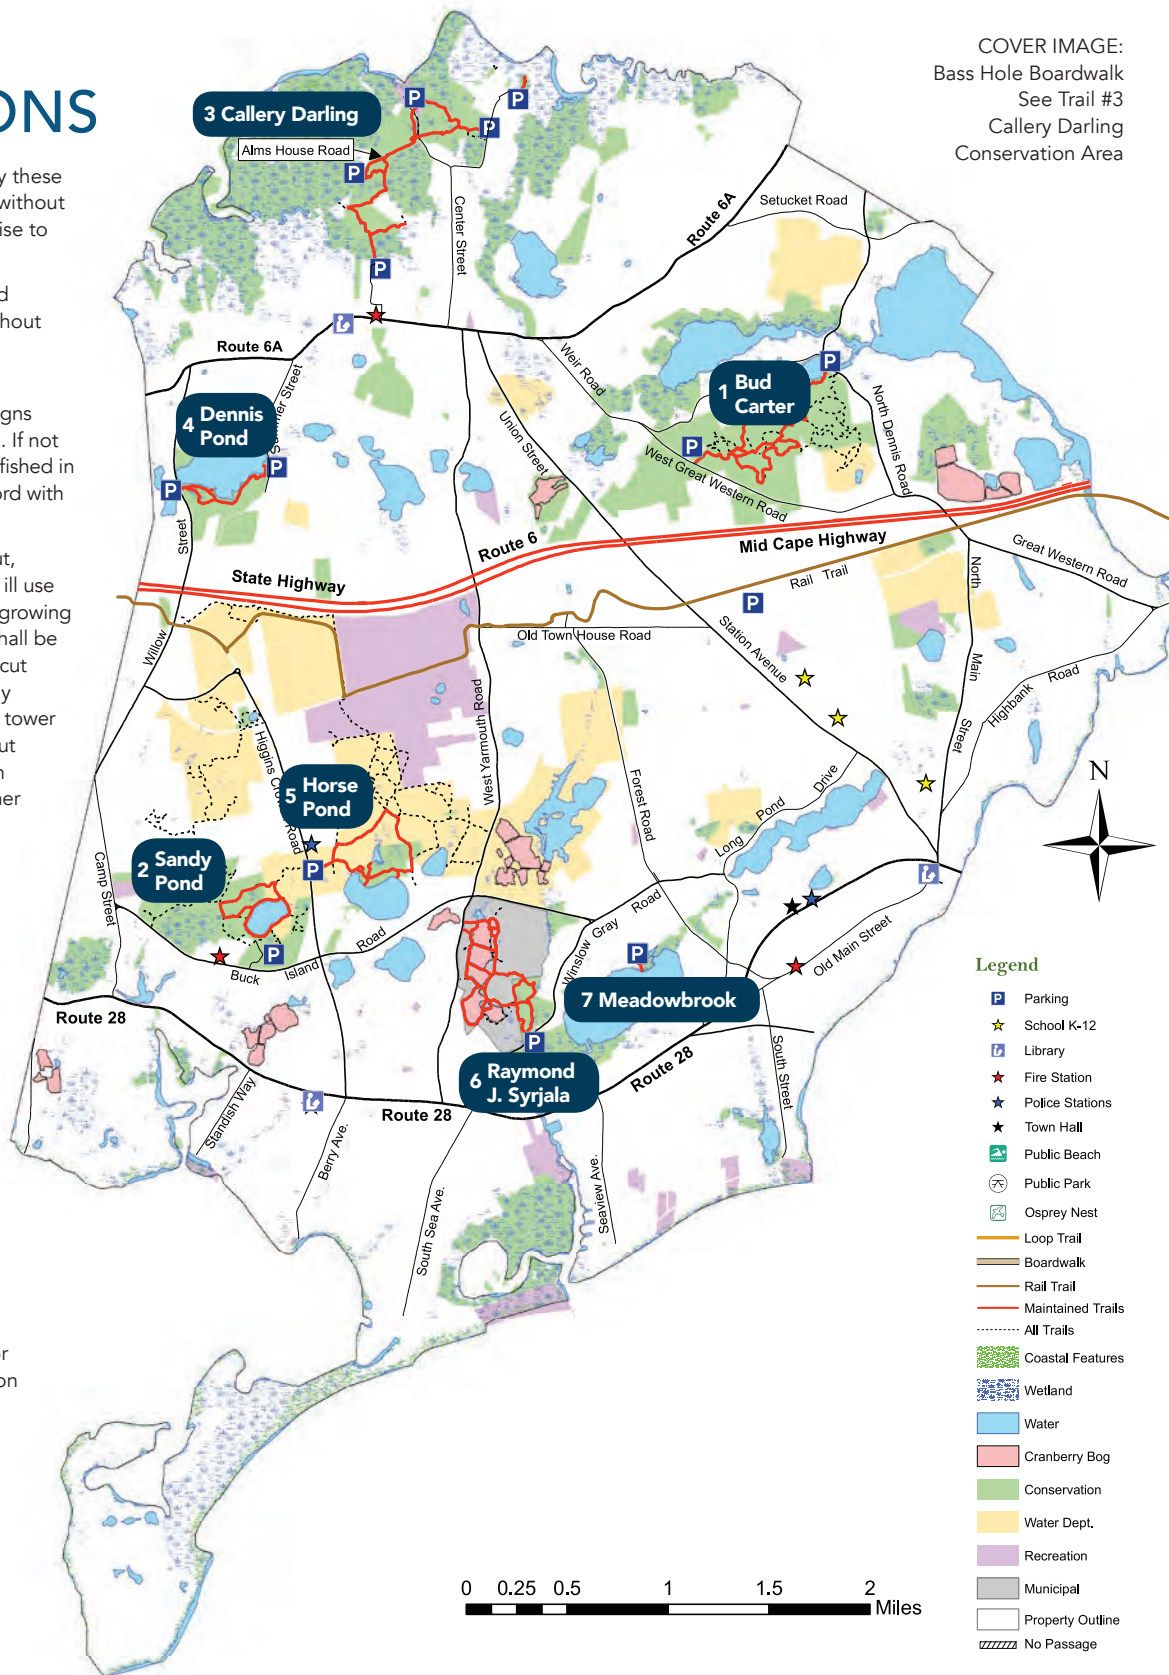 ONS
y these
without
ise to
d
hout
igns
. If not
fished in
ord with
ut,
ill use
growing
hall be
cut
y
tower
ut
n
her
or
on
COVER IMAGE:
Bass Hole Boardwalk
See Trail #3
Callery Darling
Conservation Area
3 Callery Darling
Alms House Road
P
P
P
P
P
Center Street
Route 6A
Setucket Road
Route 6A
Weir Road
1 Bud
Carter
P
P
4 Dennis
Pond
Summer Street
P
P
Union Street
North Dennis Road
West Great Western Road
Street
Route 6
Mid Cape Highway
State Highway
Rail Trail
Great Western Road
P
Old Town House Road
Willow
Station Avenue
North
Main
Street
Highbank Road
West Yarmouth Road
Higgins Cro
Road
5 Horse
Pond
P
Forest Road
Long Pond Drive
N
2 Sandy
Pond
Camp Street
P
Buck Island Road
Winslow Gray Road
P
7 Meadowbrook
Old Main Street
Route 28
P
6 Raymond
J. Syrjala
Route 28
South Street
Standish Way
Route 28
Berry Ave.
South Sea Ave.
Seaview Ave.
Legend
P Parking
School K-12
Library
Fire Station
Police Stations
Town Hall
Public Beach
Public Park
Osprey Nest
Loop Trail
Boardwalk
Rail Trail
Maintained Trails
All Trails
Coastal Features
Wetland
Water
Cranberry Bog
Conservation
Water Dept.
Recreation
Municipal
Property Outline
No Passage
0 0.25 0.5 1 1.5 2
Miles